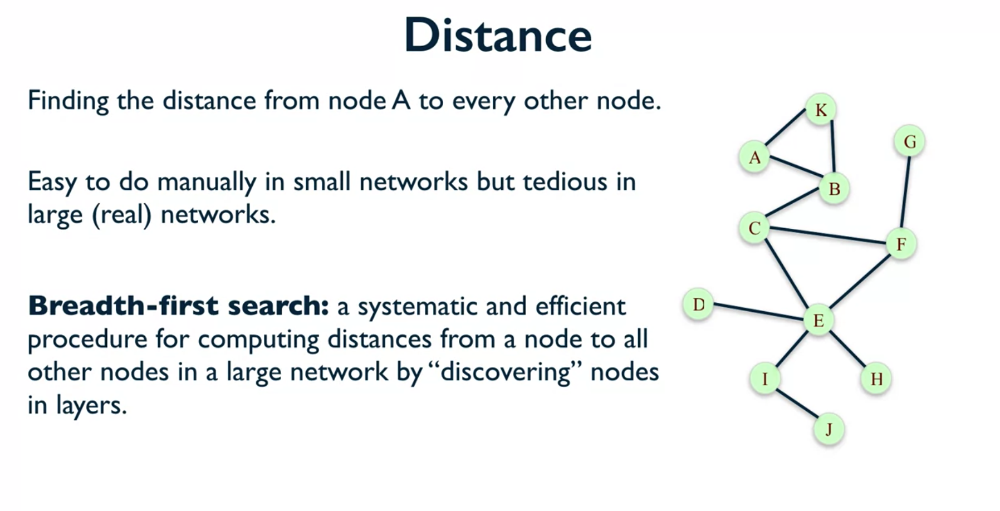 Distance
Finding the distance from node A to every other node.
Easy to do manually in small networks but tedious in
large (real) networks.
Breadth-first search: a systematic and efficient
procedure for computing distances from a node to all
other nodes in a large network by “discovering” nodes
in layers.
K
G
A
B
C
F
D
E
I
H
J